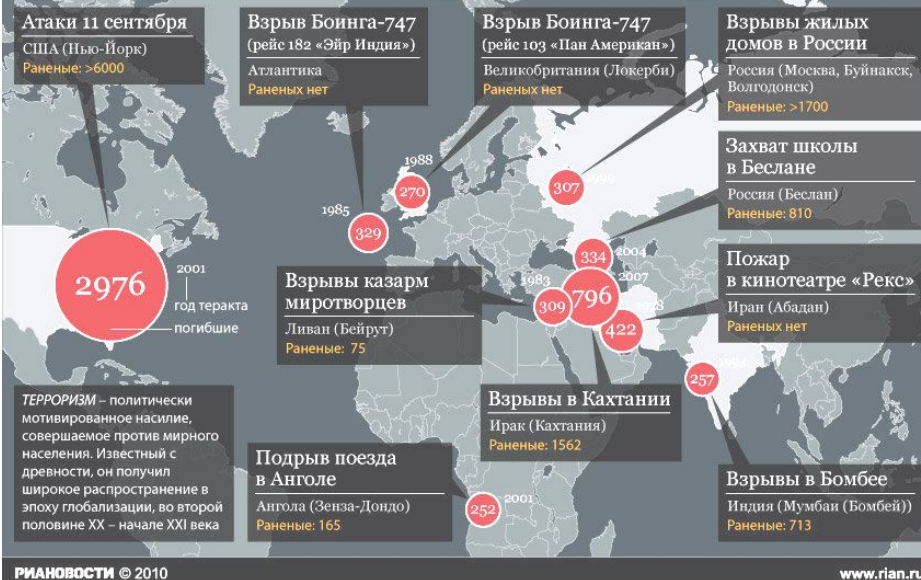 Атаки 11 сентября
США (Нью-Йорк)
Раненые: >6000
Взрыв Боинга-747
(рейс 182 «Эйр Индия»)
Атлантика
Раненых нет
Взрыв Боинга-747
(рейс 103 «Пан Американ»)
Великобритания (Локерби)
Раненых нет
Взрывы жилых
домов в России
Россия (Москва, Буйнакск,
Волгодонск)
Раненые: >1700
Захват школы
в Беслане
Россия (Беслан)
Раненые: 810
Пожар
в кинотеатре «Рекс»
Иран (Абадан)
Раненых нет
1988
270
1985
329
307
1999
334
2004
2976
2001
год теракта
погибшие
Взрывы казарм
миротворцев
Ливан (Бейрут)
Раненые: 75
1983
309
2007
796
1978
422
257
Взрывы в Кахтании
Ирак (Кахтания)
Раненые: 1562
ТЕРРОРИЗМ – политически
мотивированное насилие,
совершаемое против мирного
населения. Известный с
древности, он получил
широкое распространение в
эпоху глобализации, во второй
половине XX – начале XXI века
Подрыв поезда
в Анголе
Ангола (Зенза-Дондо)
Раненые: 165
252
2001
Взрывы в Бомбее
Индия (Мумбаи (Бомбей))
Раненые: 713
РИАНОВОСТИ © 2010
www.rian.ru